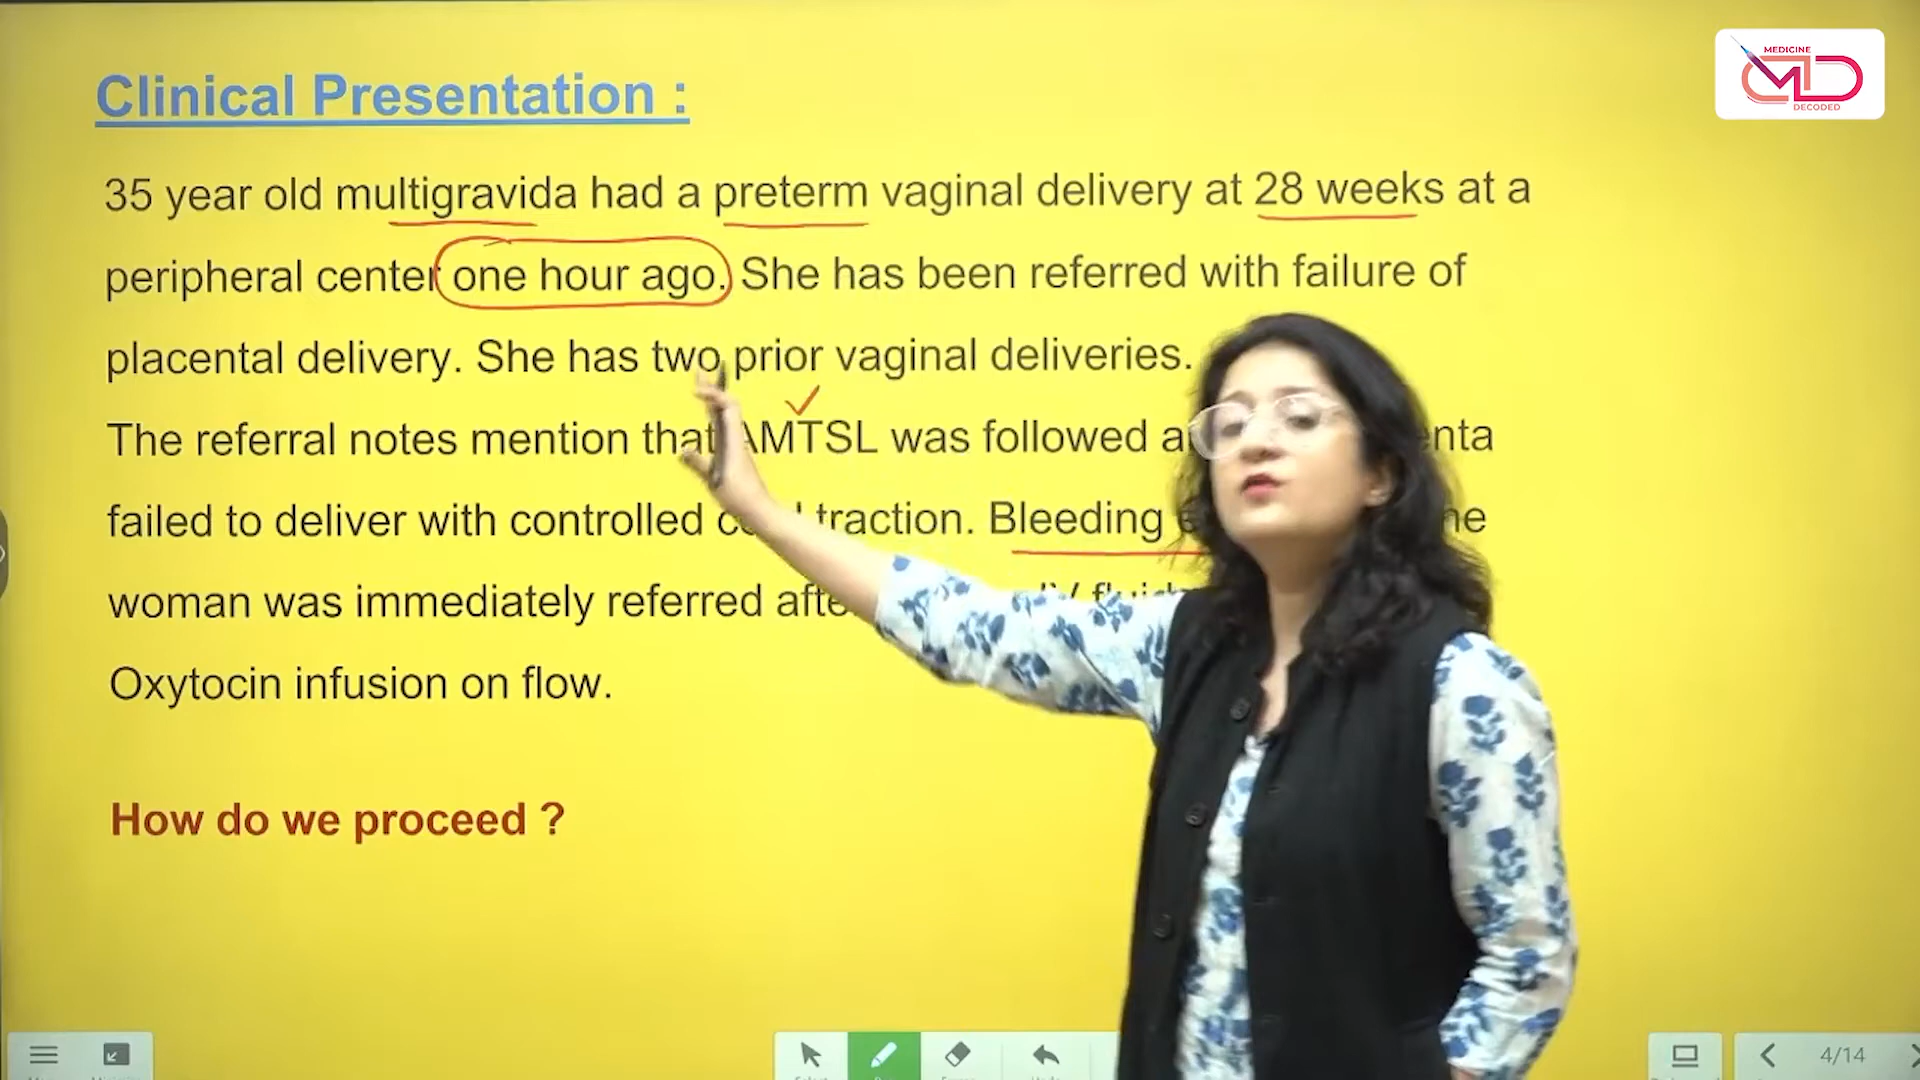 MEDICINE
MD
DECODED
Clinical Presentation :
35 year old multigravida had a preterm vaginal delivery at 28 weeks at a
peripheral center one hour ago. She has been referred with failure of
placental delivery. She has two prior vaginal deliveries.
The referral notes mention that AMTSL was followed
failed to deliver with controlled traction. Bleeding
woman was immediately referred
Oxytocin infusion on flow.
How do we proceed ?
4/14